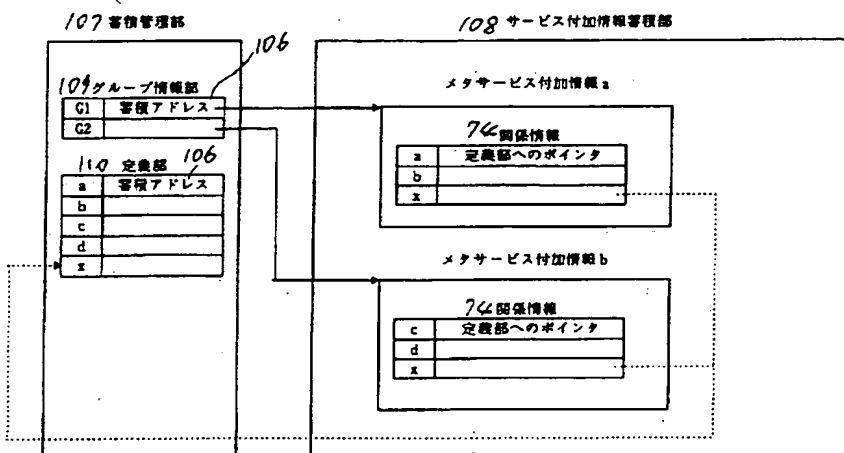 107 蓄積管理部
106
109 グループ情報部
G1 蓄積アドレス
G2
110 定義部 106
a 蓄積アドレス
b
c
d
x
108 サービス付加情報蓄積部
メタサービス付加情報a
74 関係情報
a 定義部へのポインタ
b
x
メタサービス付加情報b
74 関係情報
c 定義部へのポインタ
d
x